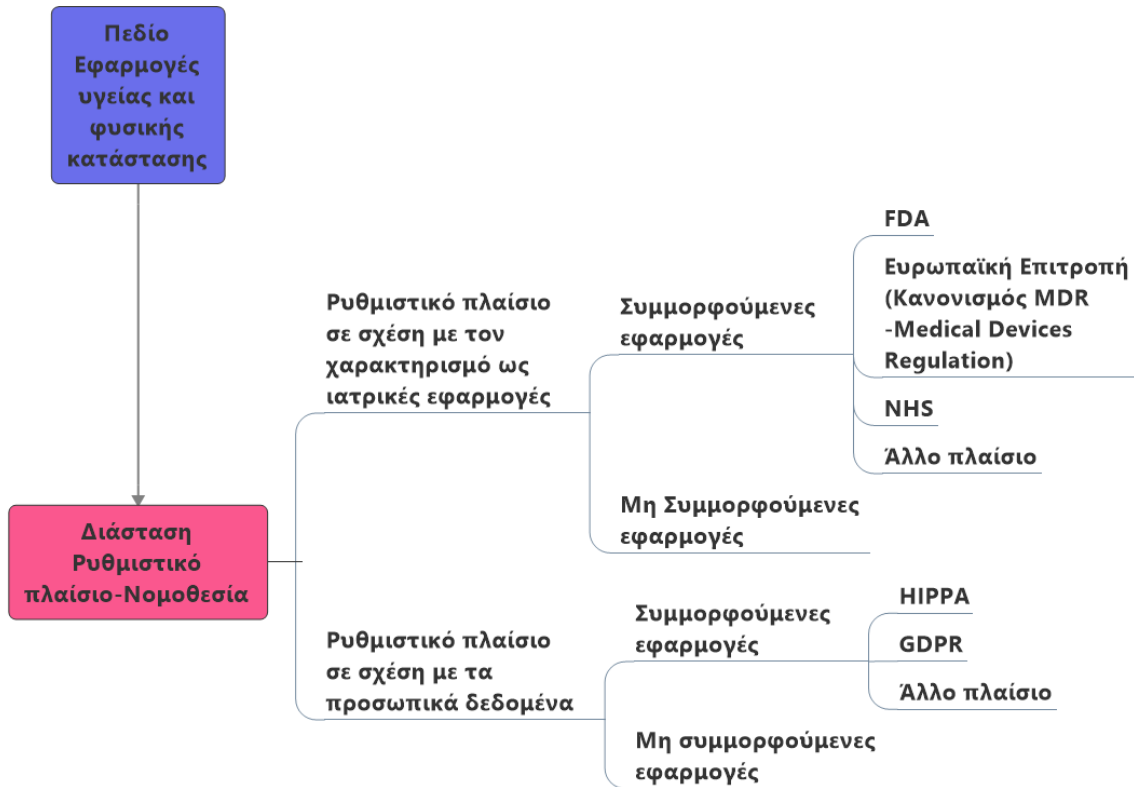 Πεδίο
Εφαρμογές
υγείας και
φυσικής
κατάστασης
Διάσταση
Ρυθμιστικό
πλαίσιο-Νομοθεσία
Ρυθμιστικό πλαίσιο
σε σχέση με τον
χαρακτηρισμό ως
ιατρικές εφαρμογές
Συμμορφούμενες
εφαρμογές
FDA
Ευρωπαϊκή Επιτροπή
(Κανονισμός MDR
-Medical Devices
Regulation)
NHS
Άλλο πλαίσιο
Μη Συμμορφούμενες
εφαρμογές
Ρυθμιστικό πλαίσιο
σε σχέση με τα
προσωπικά δεδομένα
Συμμορφούμενες
εφαρμογές
HIPPA
GDPR
Άλλο πλαίσιο
Μη συμμορφούμενες
εφαρμογές